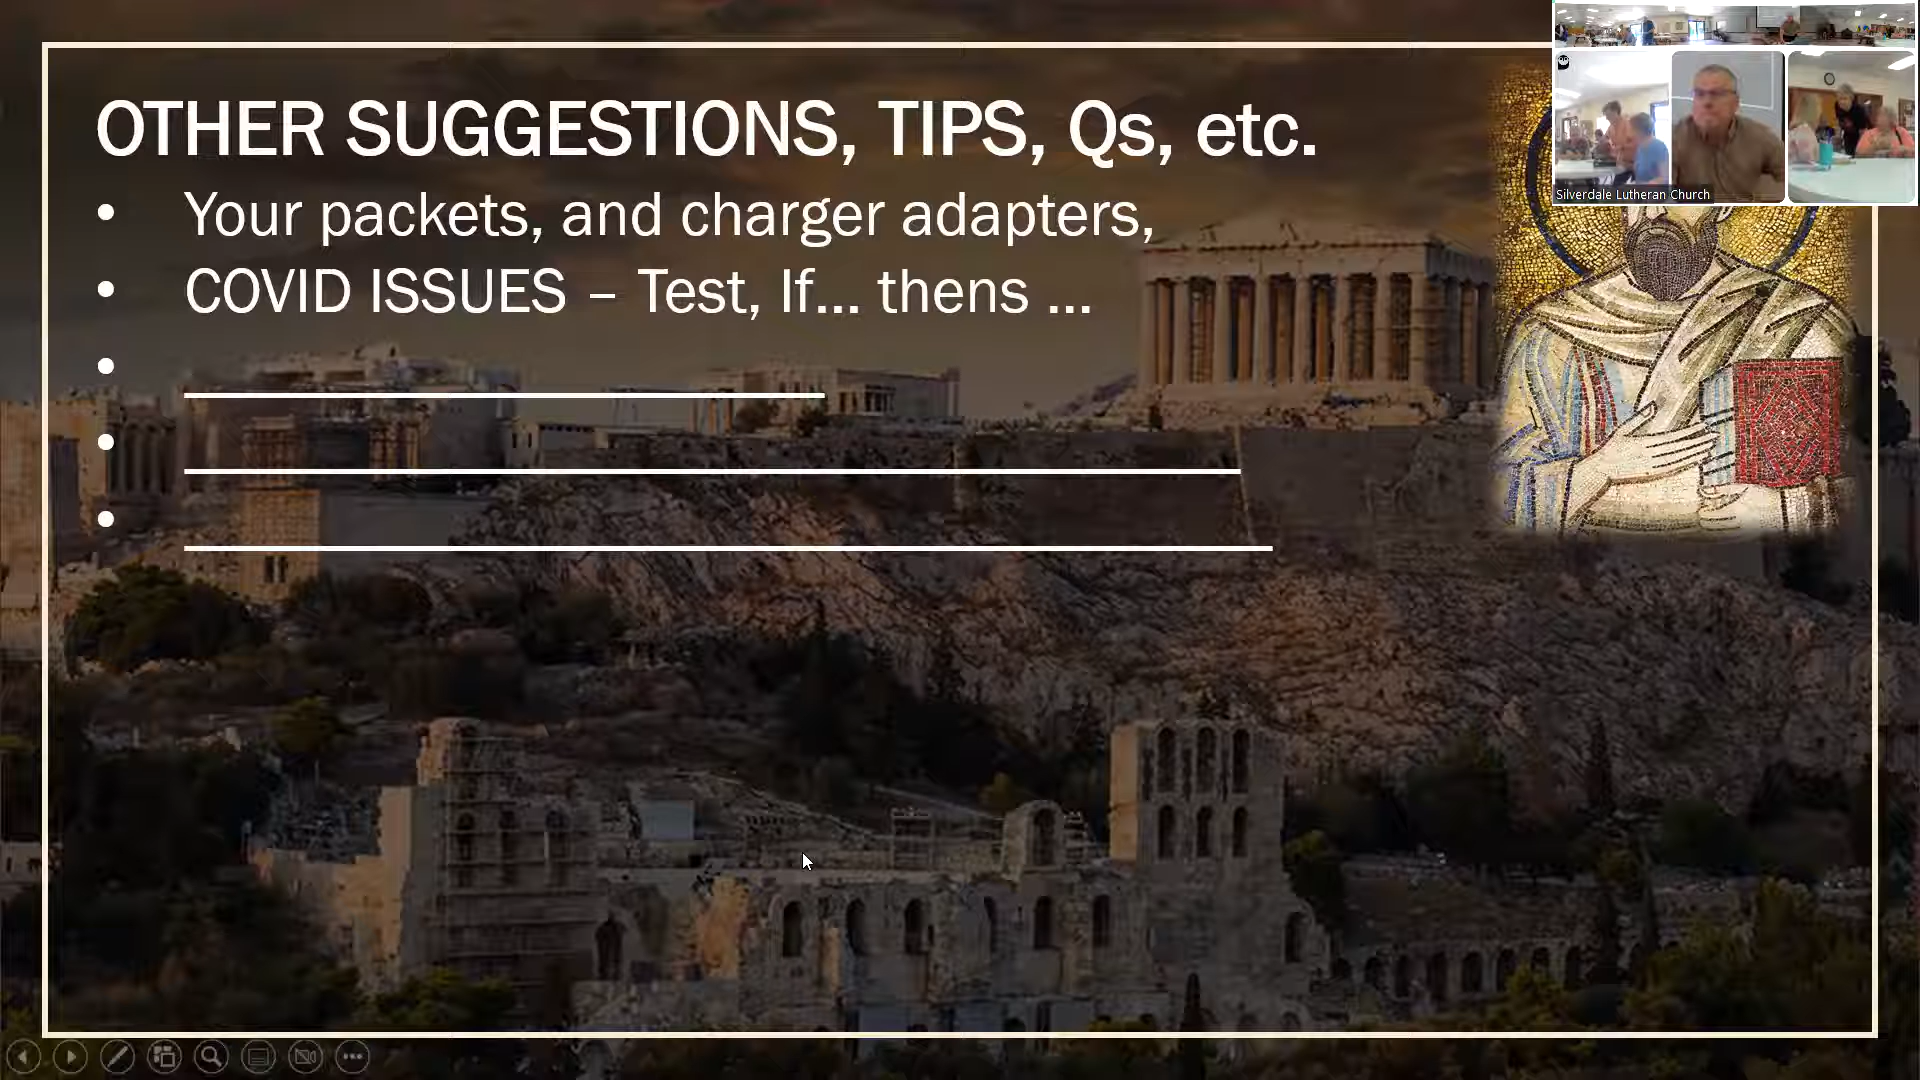 OTHER SUGGESTIONS, TIPS, Qs, etc.
• Your packets, and charger adapters,
• COVID ISSUES – Test, If... thens ...
•
•
•
Silverdale Lutheran Church